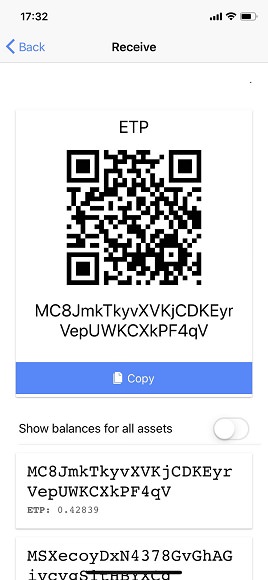 17:32
Back
Receive
ETP
MC8JmkTkyvXVKjCDKEyr
VepUWKCXkPF4qV
Copy
Show balances for all assets
MC8JmkTkyvXVKjCDKEyr
VepUWKCXkPF4qV
ETP: 0.42839
MSXecoyDxN4378GvGhAG